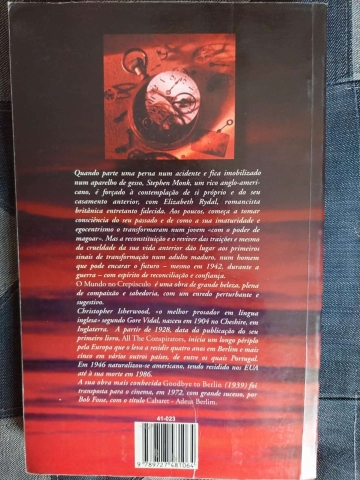 Quando parte uma perna num acidente e fica imobilizado
num aparelho de gesso, Stephen Monk, um rico anglo-ameri-
cano, é forçado à contemplação de si próprio e do seu
casamento anterior, com Elizabeth Rydal, romancista
britânica entretanto falecida. Aos poucos, começa a tomar
consciência do seu passado e de como a sua imaturidade e
egocentrismo o transformaram num jovem «com o poder de
magoar». Mas a reconstituição e o reviver das traições e mesmo
da crueldade da sua vida anterior dão lugar aos primeiros
sinais de transformação num adulto maduro, num homem
que pode encarar o futuro – mesmo em 1942, durante a
guerra – com espírito de reconciliação e confiança.
O Mundo no Crepúsculo é uma obra de grande beleza, plena
de compaixão e sabedoria, com um enredo perturbante e
sugestivo.
Christopher Isherwood, «o melhor prosador em língua
inglesa» segundo Gore Vidal, nasceu em 1904 no Cheshire, em
Inglaterra. A partir de 1928, data da publicação do seu
primeiro livro, All The Conspirators, inicia um longo périplo
pela Europa que o leva a residir quatro anos em Berlim e mais
cinco em vários outros países, de entre os quais Portugal.
Em 1946 naturalizou-se americano, tendo residido nos EUA
até à sua morte em 1986.
A sua obra mais conhecida Goodbye to Berlin (1939) foi
transposta para o cinema, em 1972, com grande sucesso, por
Bob Fosse, com o título Cabaret - Adeus Berlim.
41-023
9 789727 481064